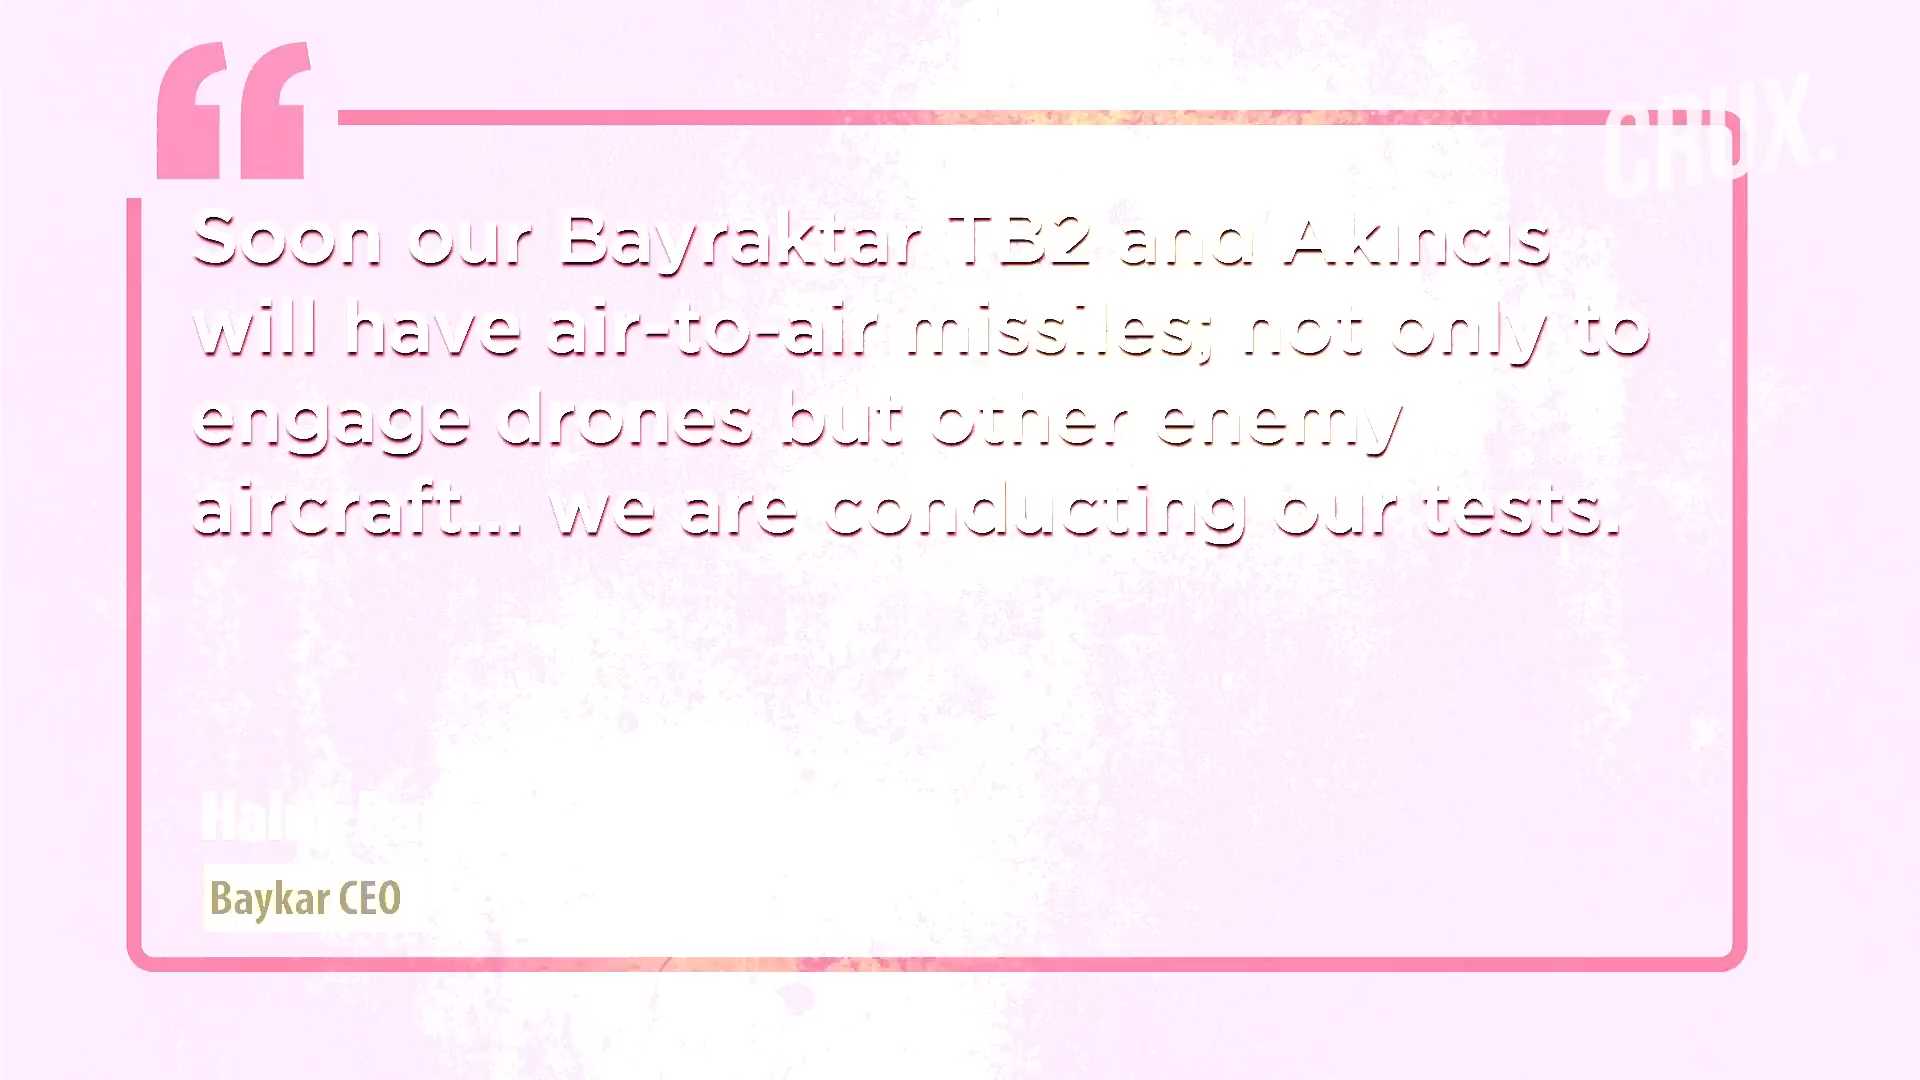 CRUX.
Soon our Bayraktar TB2 and Akincis
will have air-to-air missiles; not only to
engage drones but other enemy
aircraft... we are conducting our tests.
Baykar CEO